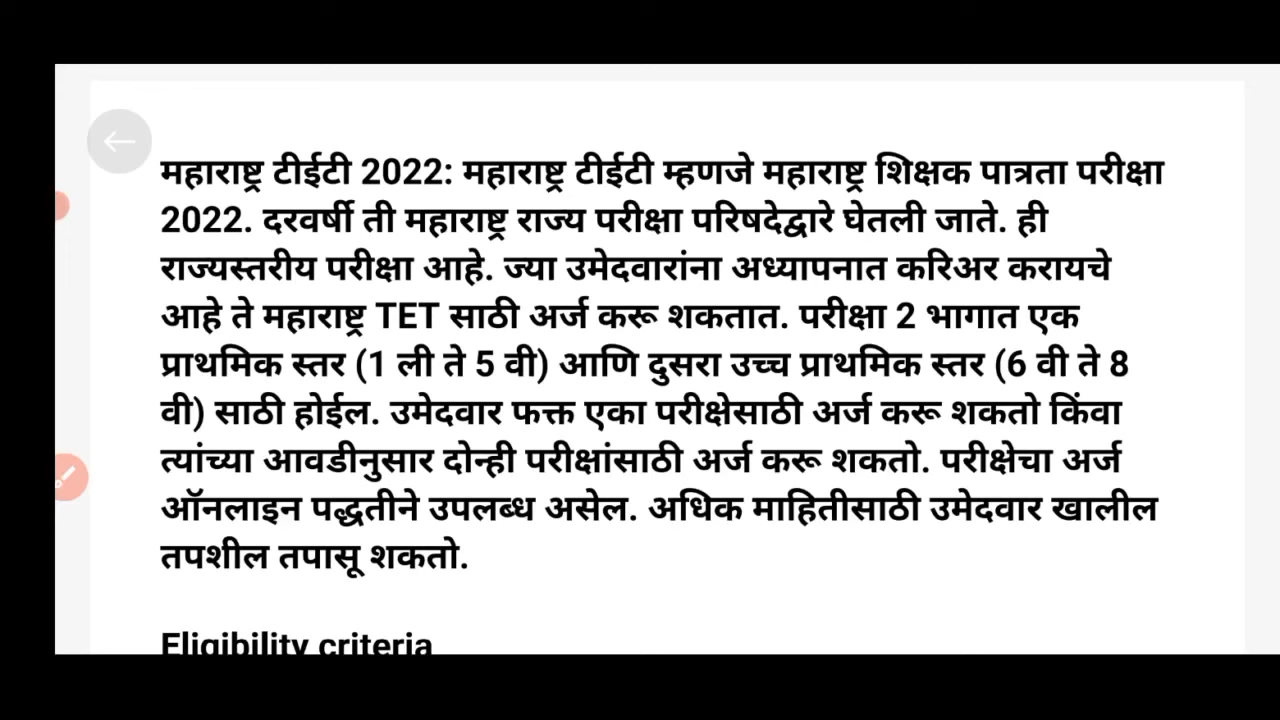 महाराष्ट्र टीईटी 2022: महाराष्ट्र टीईटी म्हणजे महाराष्ट्र शिक्षक पात्रता परीक्षा
2022. दरवर्षी ती महाराष्ट्र राज्य परीक्षा परिषदेद्वारे घेतली जाते. ही
राज्यस्तरीय परीक्षा आहे. ज्या उमेदवारांना अध्यापनात करिअर करायचे
आहे ते महाराष्ट्र TET साठी अर्ज करू शकतात. परीक्षा 2 भागात एक
प्राथमिक स्तर (1 ली ते 5 वी) आणि दुसरा उच्च प्राथमिक स्तर (6 वी ते 8
वी) साठी होईल. उमेदवार फक्त एका परीक्षेसाठी अर्ज करू शकतो किंवा
त्यांच्या आवडीनुसार दोन्ही परीक्षांसाठी अर्ज करू शकतो. परीक्षेचा अर्ज
ऑनलाइन पद्धतीने उपलब्ध असेल. अधिक माहितीसाठी उमेदवार खालील
तपशील तपासू शकतो.
Eligibility criteria